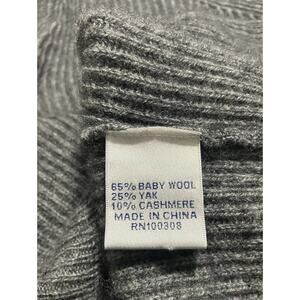 65% BABY WOOL
25% YAK
10% CASHMERE
MADE IN CHINA
RN100308